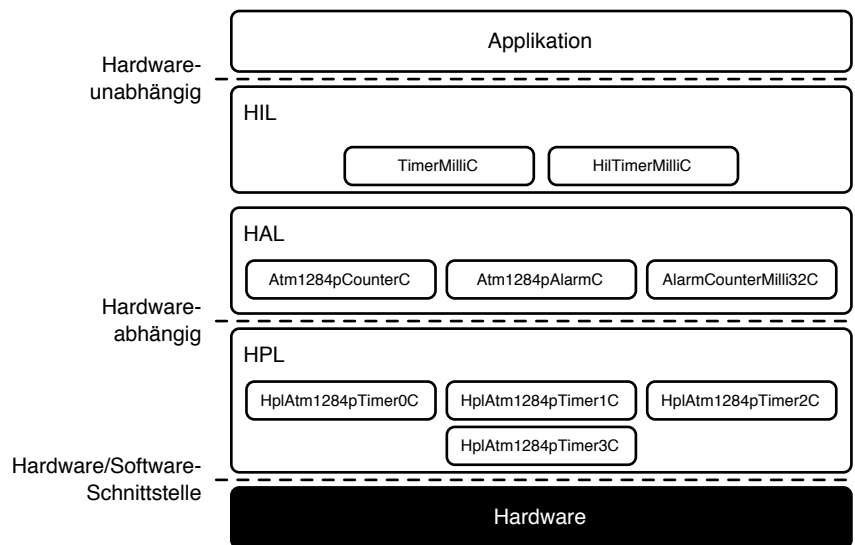 Applikation
Hardware-
unabhängig
HIL
TimerMilliC
HilTimerMilliC
HAL
Atm1284pCounterC
Atm1284pAlarmC
AlarmCounterMilli32C
Hardware-
abhängig
HPL
HplAtm1284pTimer0C
HplAtm1284pTimer1C
HplAtm1284pTimer2C
HplAtm1284pTimer3C
Hardware/Software-
Schnittstelle
Hardware